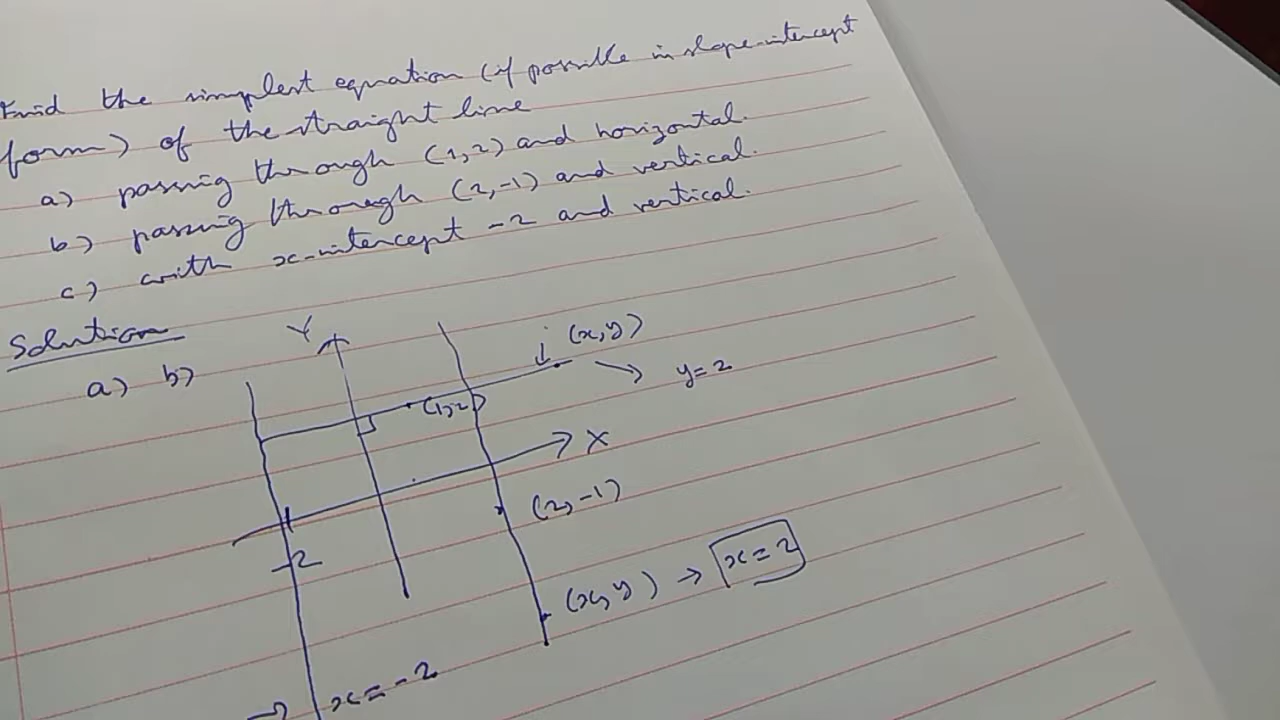 Find the simplest equation (if possible in slope-intercept
form) of the straight line
a) passing through (1,2) and horizontal.
b) passing through (2,-1) and vertical.
c) with x-intercept -2 and vertical.
Solution
a) b)
Y
(x,y)
y=2
(1,2)
X
(2,-1)
-2
(x,y) → x=2
→ x=-2